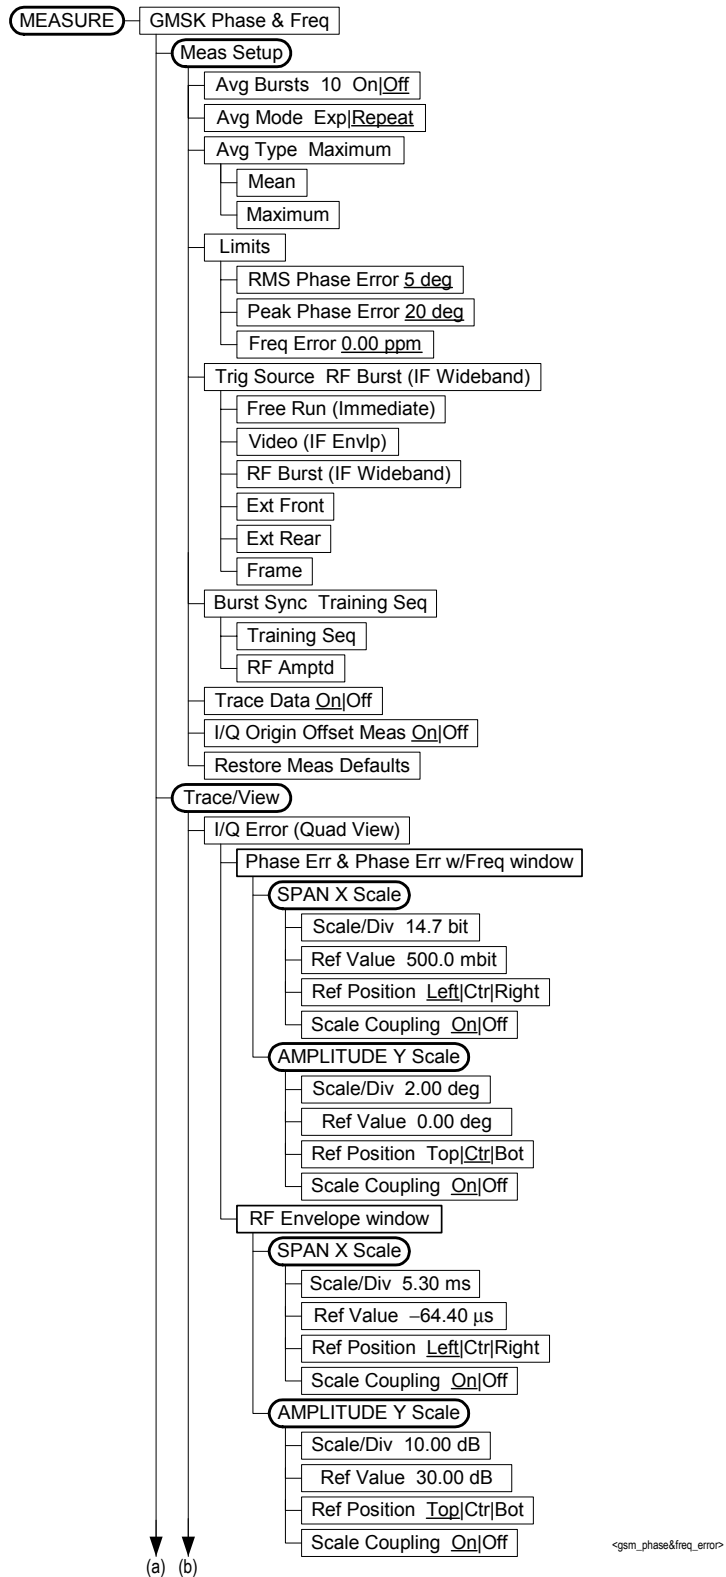 MEASURE GMSK Phase & Freq
Meas Setup
Avg Bursts 10 On|Off
Avg Mode Exp|Repeat
Avg Type Maximum
Mean
Maximum
Limits
RMS Phase Error 5 deg
Peak Phase Error 20 deg
Freq Error 0.00 ppm
Trig Source RF Burst (IF Wideband)
Free Run (Immediate)
Video (IF Envlp)
RF Burst (IF Wideband)
Ext Front
Ext Rear
Frame
Burst Sync Training Seq
Training Seq
RF Amptd
Trace Data On|Off
I/Q Origin Offset Meas On|Off
Restore Meas Defaults
Trace/View
I/Q Error (Quad View)
Phase Err & Phase Err w/Freq window
SPAN X Scale
Scale/Div 14.7 bit
Ref Value 500.0 mbit
Ref Position Left|Ctr|Right
Scale Coupling On|Off
AMPLITUDE Y Scale
Scale/Div 2.00 deg
Ref Value 0.00 deg
Ref Position Top|Ctr|Bot
Scale Coupling On|Off
RF Envelope window
SPAN X Scale
Scale/Div 5.30 ms
Ref Value −64.40 μs
Ref Position Left|Ctr|Right
Scale Coupling On|Off
AMPLITUDE Y Scale
Scale/Div 10.00 dB
Ref Value 30.00 dB
Ref Position Top|Ctr|Bot
Scale Coupling On|Off
<gsm_phase&freq_error>
(a) (b)